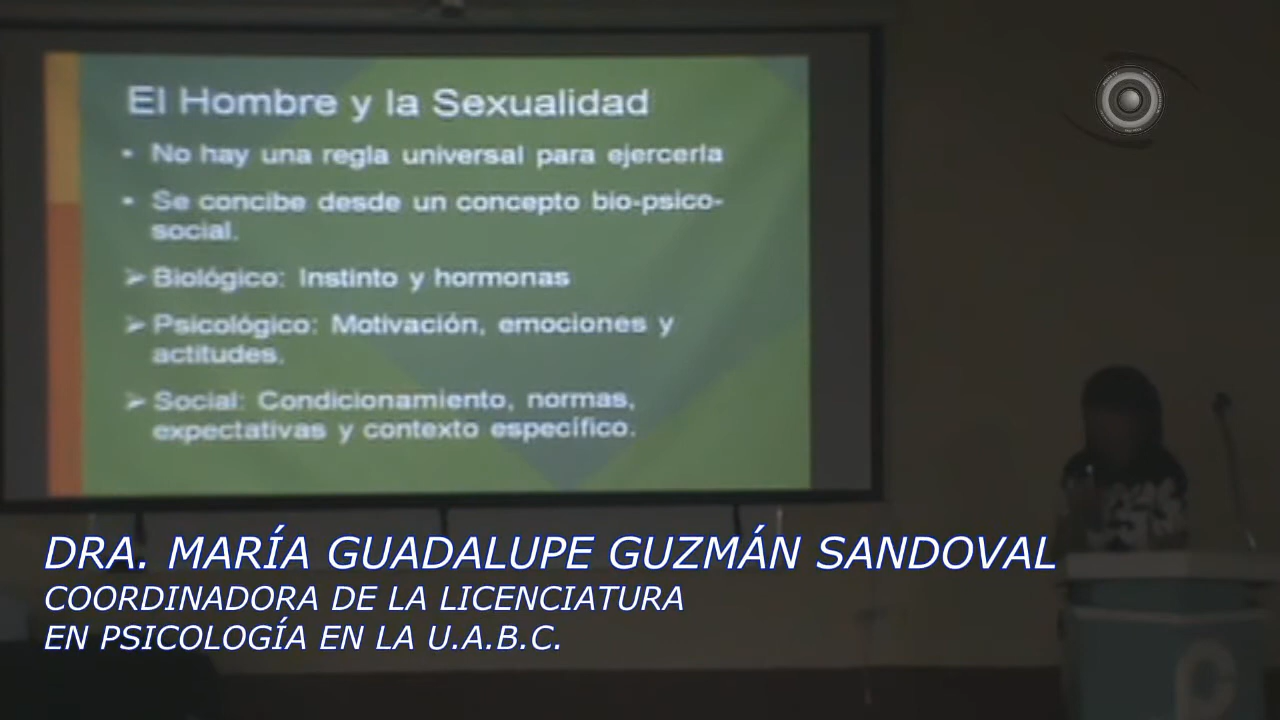 El Hombre y la Sexualidad
• No hay una regla universal para ejercerla
• Se concibe desde un concepto bio-psico-
social.
➢ Biológico: Instinto y hormonas
➢ Psicológico: Motivación, emociones y
actitudes.
➢ Social: Condicionamiento, normas,
expectativas y contexto específico.
DRA. MARÍA GUADALUPE GUZMÁN SANDOVAL
COORDINADORA DE LA LICENCIATURA
EN PSICOLOGÍA EN LA U.A.B.C.